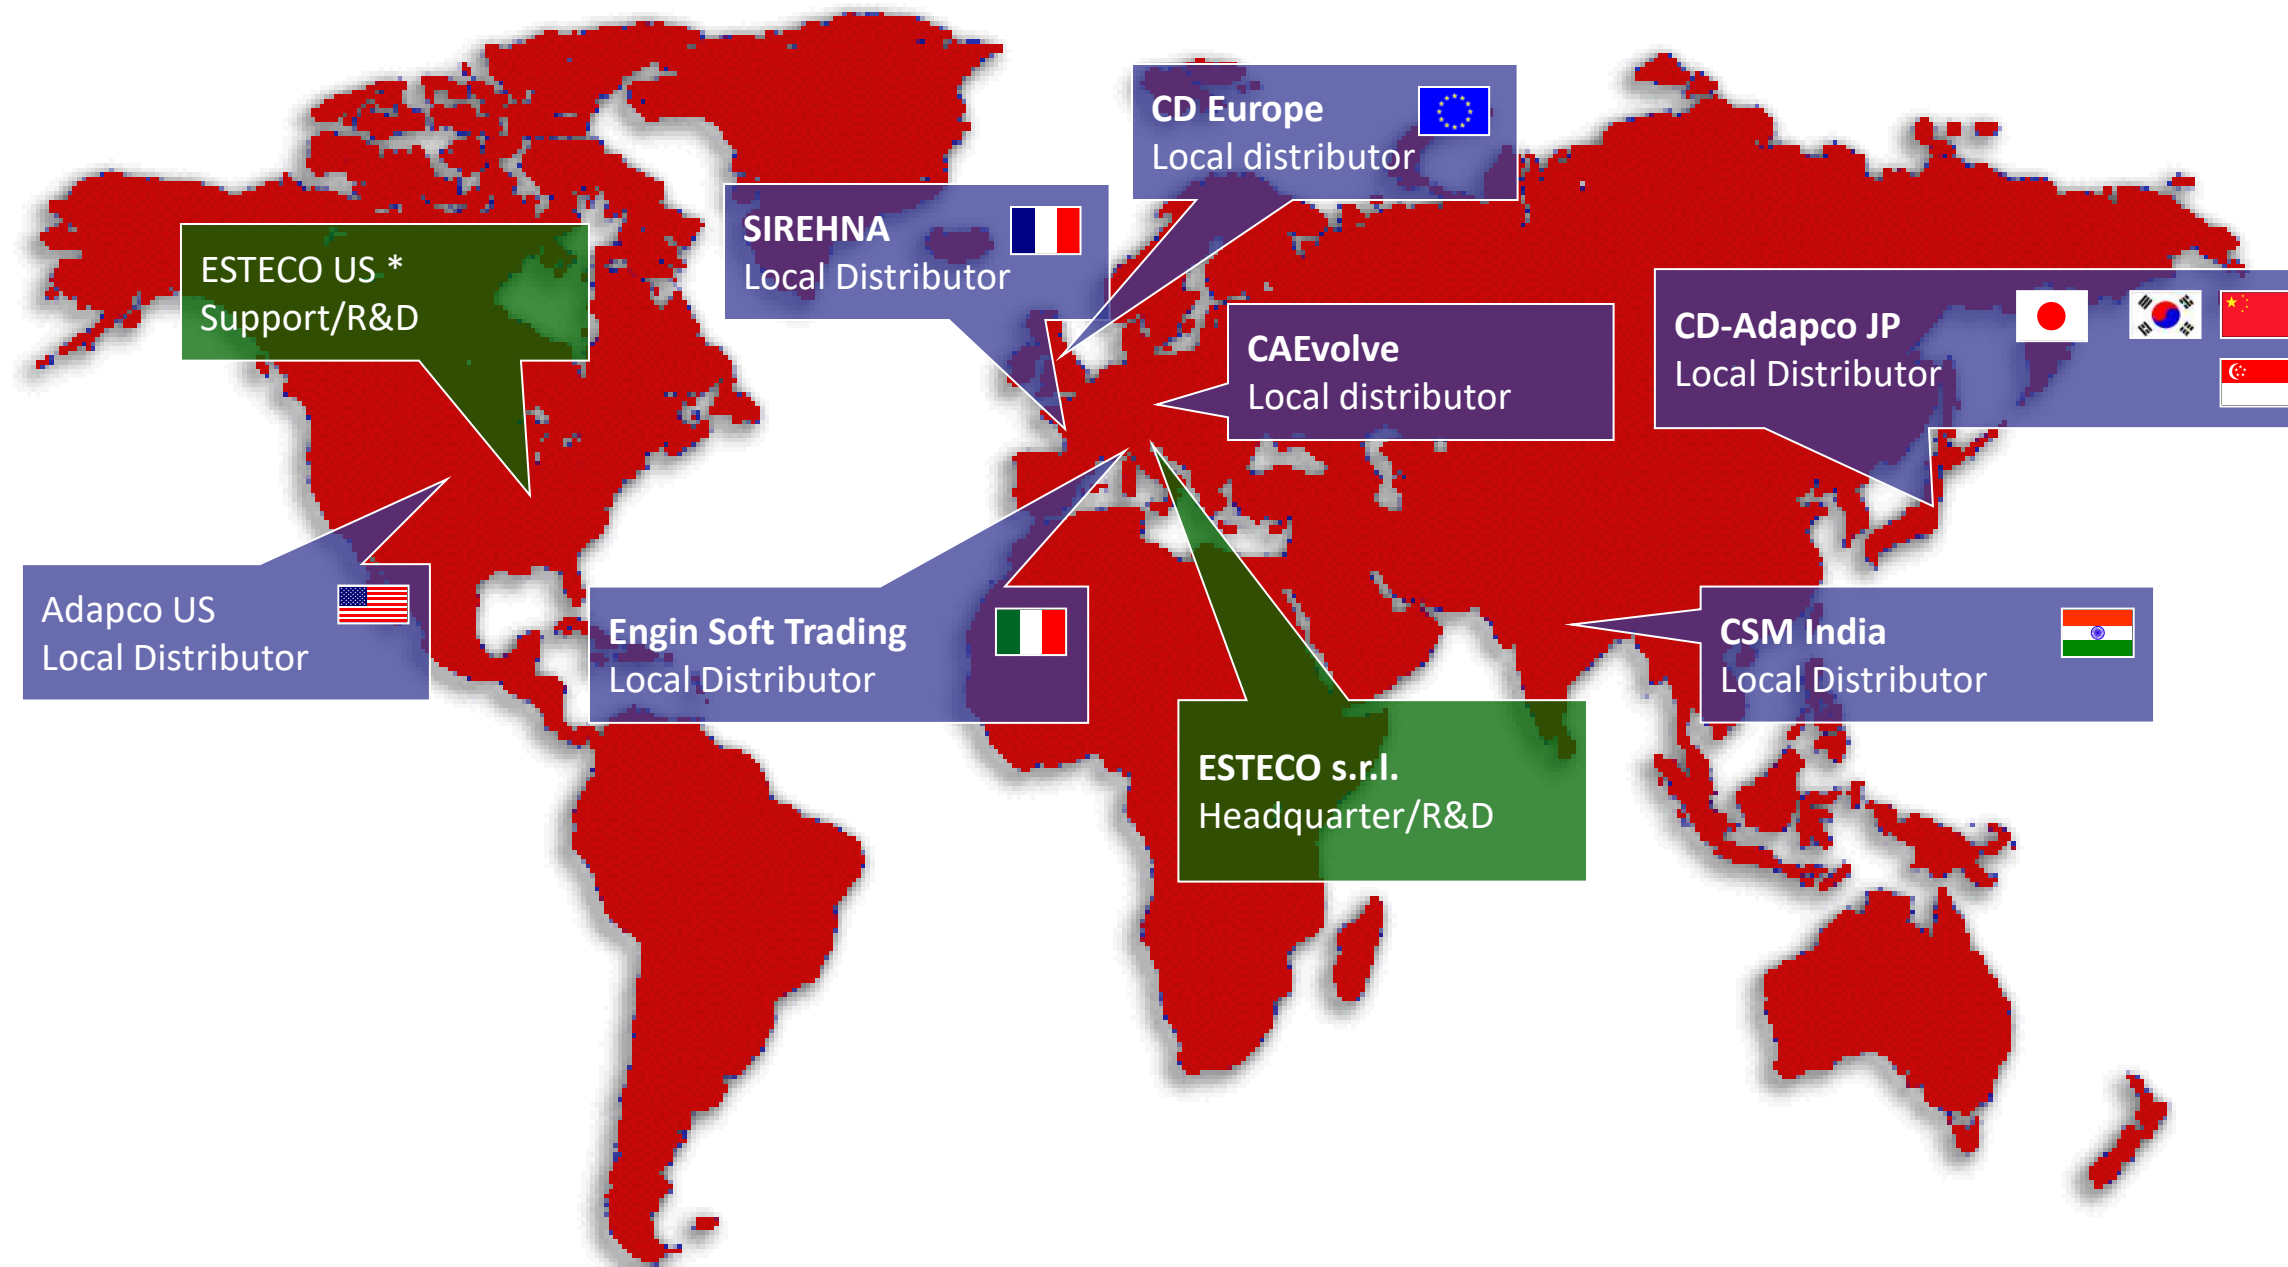 CD Europe
Local distributor
SIREHNA
Local Distributor
ESTECO US *
Support/R&D
CAEvolve
Local distributor
CD-Adapco JP
Local Distributor
Adapco US
Local Distributor
Engin Soft Trading
Local Distributor
CSM India
Local Distributor
ESTECO s.r.l.
Headquarter/R&D